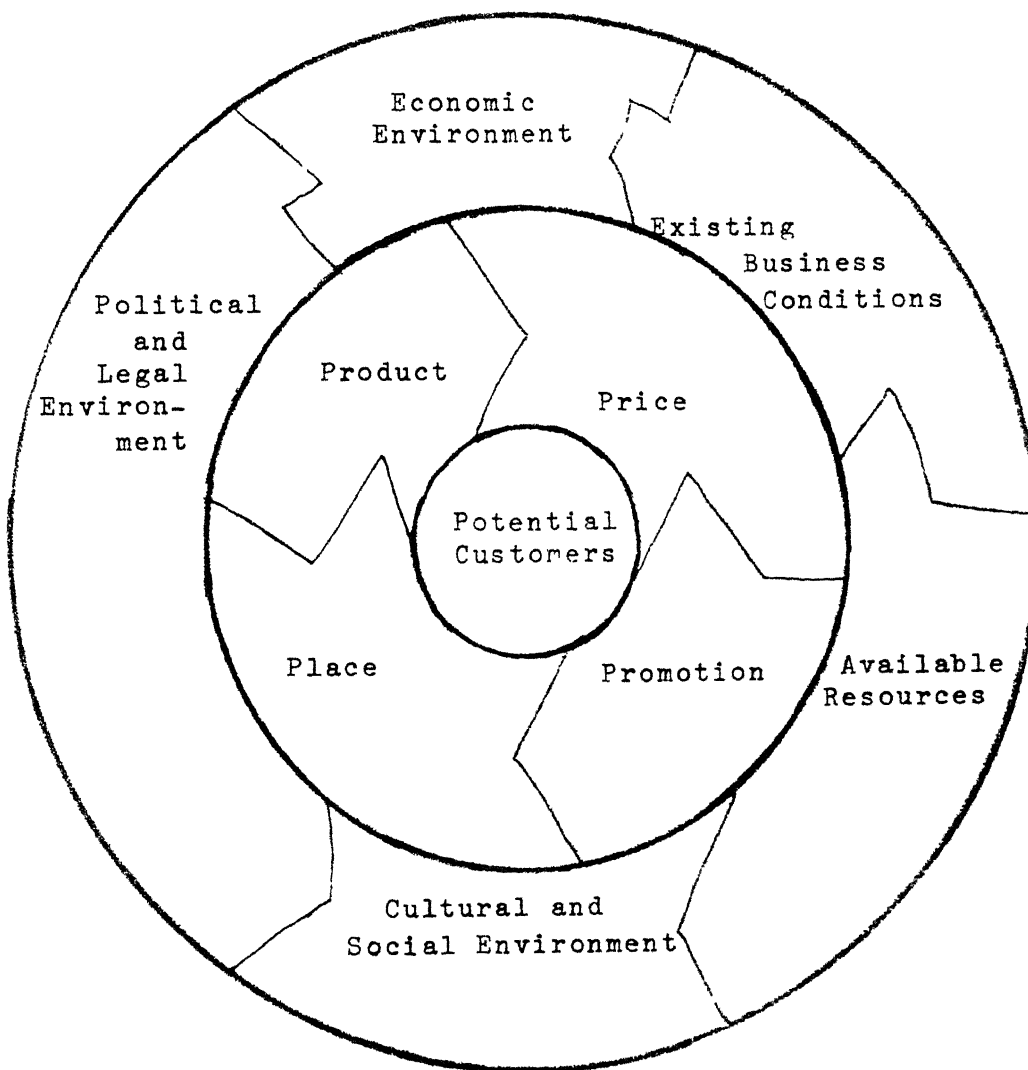 Economic
Environment
Existing
Business
Conditions
Political
and
Legal
Environ-
ment
Product
Price
Potential
Customers
Place
Promotion
Available
Resources
Cultural and
Social Environment